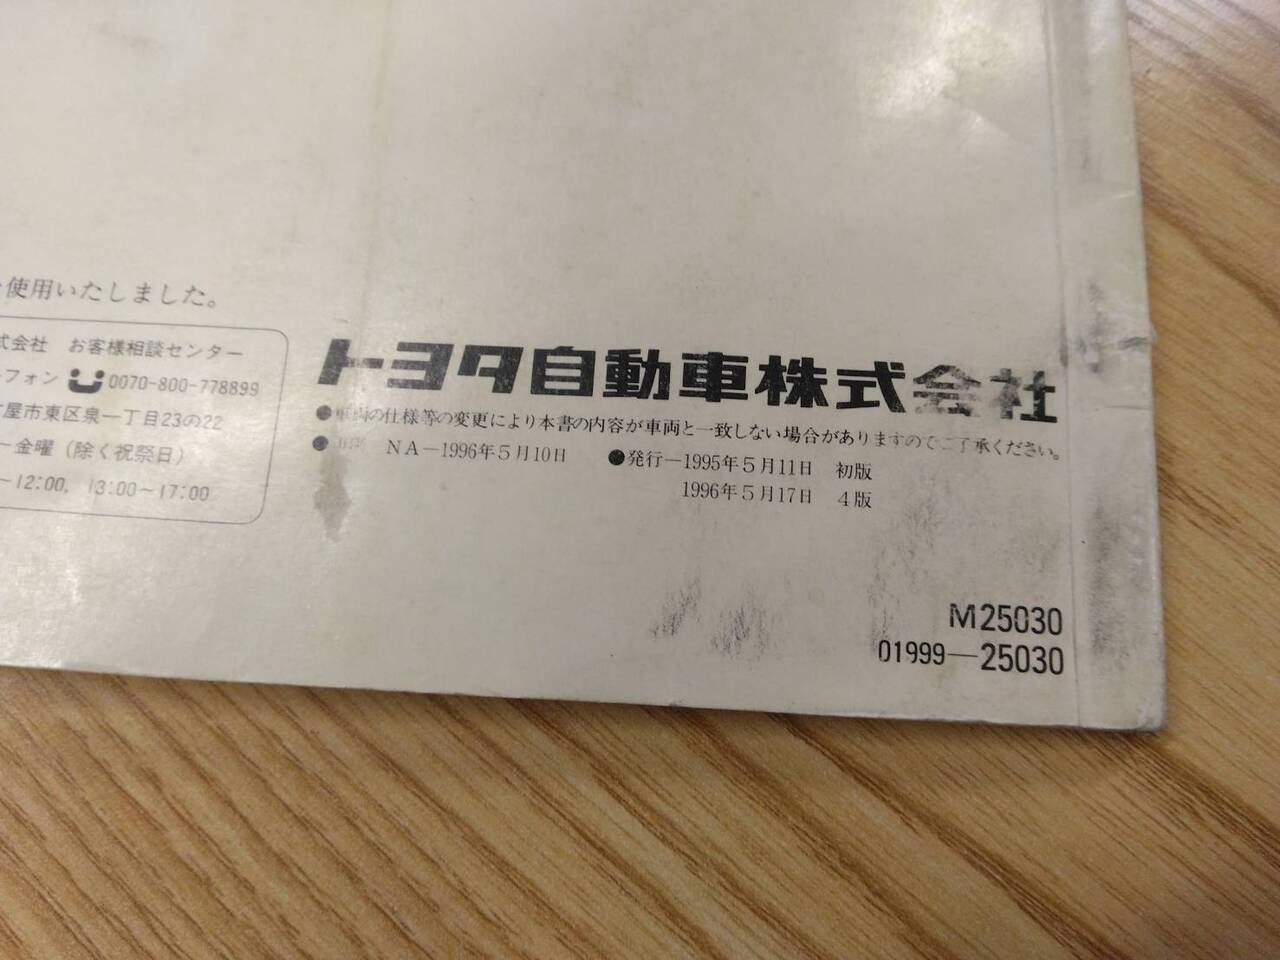 使用いたしました。
式会社 お客様相談センター
フォン 0070-800-778899
屋市東区泉一丁目23の22
～金曜（除く祝祭日）
～12:00, 13:00～17:00
トヨタ自動車株式会社
●車両の仕様等の変更により本書の内容が車両と一致しない場合がありますのでご了承ください。
● NA－1996年5月10日 ●発行－1995年5月11日 初版
1996年5月17日 4版
M25030
01999－25030